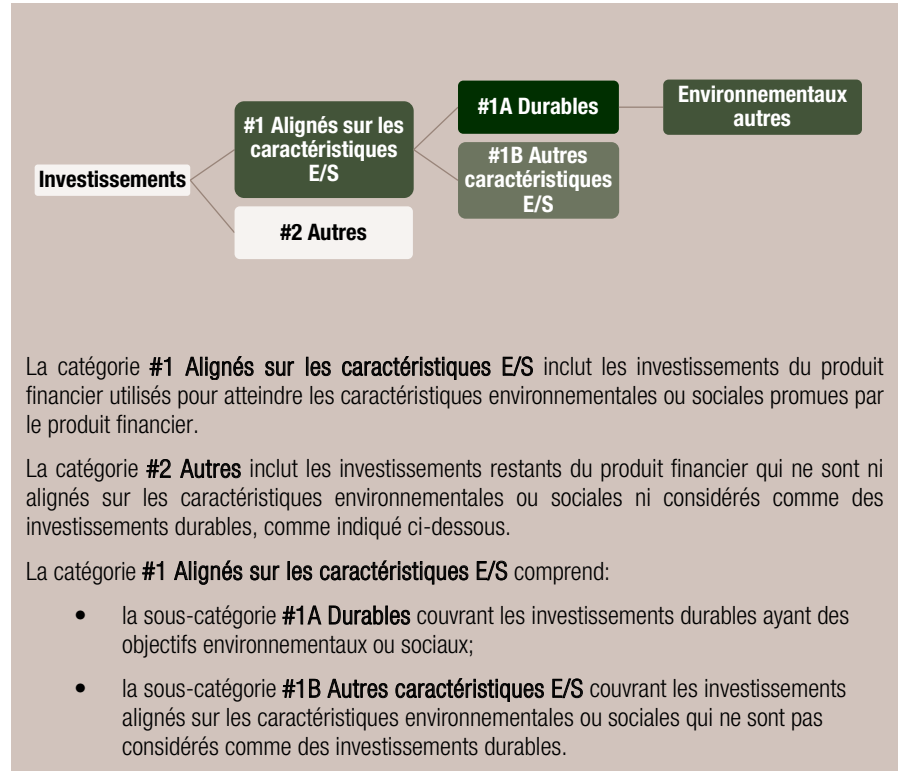 Investissements
#1 Alignés sur les
caractéristiques
E/S
#2 Autres
#1A Durables
#1B Autres
caractéristiques
E/S
Environnementaux
autres
La catégorie #1 Alignés sur les caractéristiques E/S inclut les investissements du produit
financier utilisés pour atteindre les caractéristiques environnementales ou sociales promues par
le produit financier.
La catégorie #2 Autres inclut les investissements restants du produit financier qui ne sont ni
alignés sur les caractéristiques environnementales ou sociales ni considérés comme des
investissements durables, comme indiqué ci-dessous.
La catégorie #1 Alignés sur les caractéristiques E/S comprend:
• la sous-catégorie #1A Durables couvrant les investissements durables ayant des
objectifs environnementaux ou sociaux;
• la sous-catégorie #1B Autres caractéristiques E/S couvrant les investissements
alignés sur les caractéristiques environnementales ou sociales qui ne sont pas
considérés comme des investissements durables.